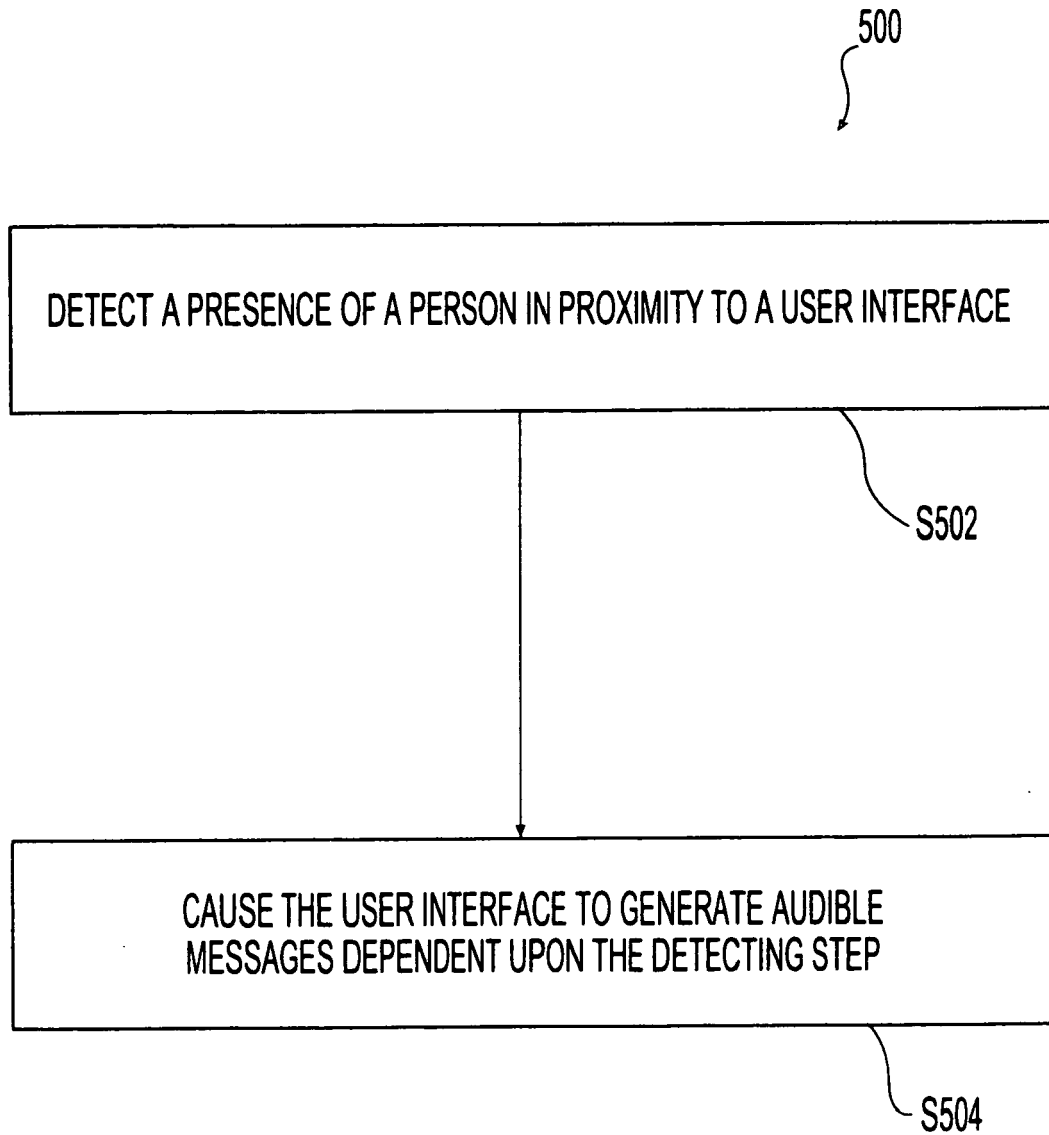 500
DETECT A PRESENCE OF A PERSON IN PROXIMITY TO A USER INTERFACE
S502
CAUSE THE USER INTERFACE TO GENERATE AUDIBLE
MESSAGES DEPENDENT UPON THE DETECTING STEP
S504